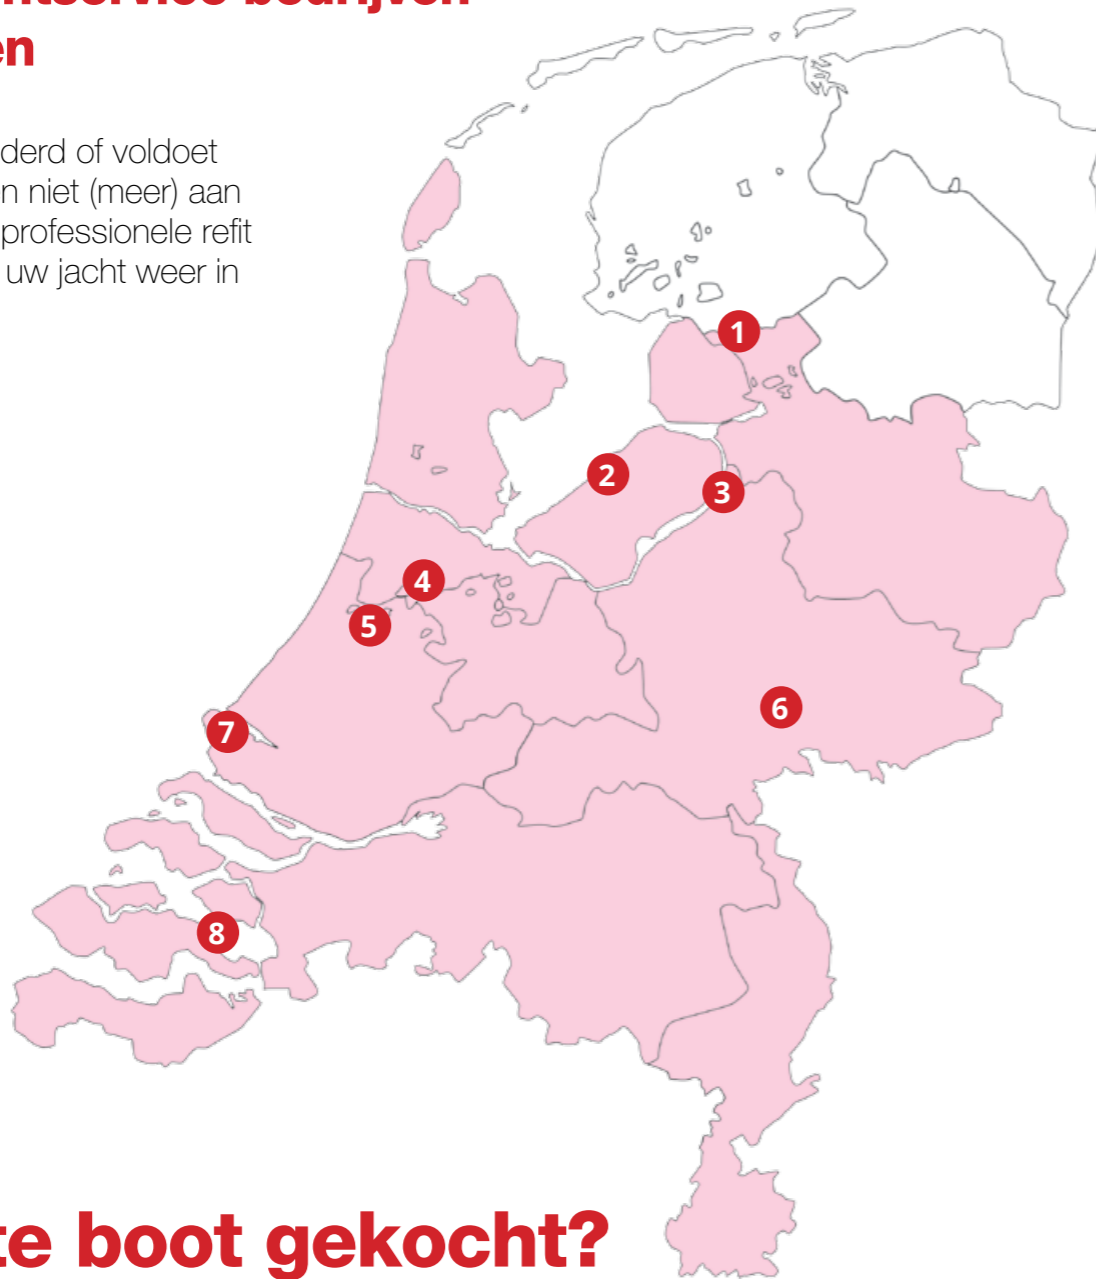 bedrijven
en
derd of voldoet
n niet (meer) aan
professionele refit
uw jacht weer in
1
2
3
4
5
6
7
8
te boot gekocht?